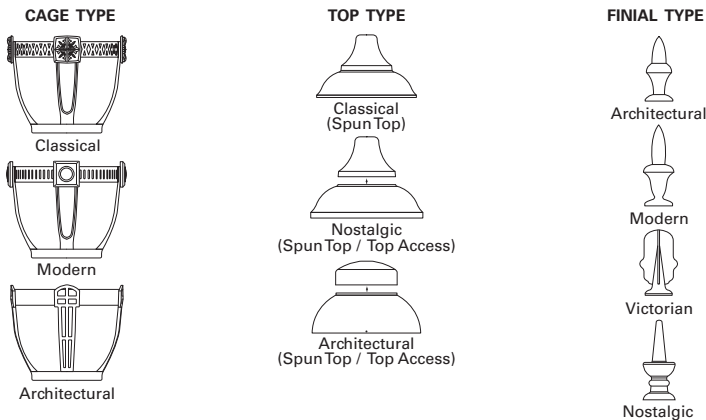 CAGE TYPE
Classical
Modern
Architectural
TOP TYPE
Classical
(Spun Top)
Nostalgic
(Spun Top / Top Access)
Architectural
(Spun Top / Top Access)
FINIAL TYPE
Architectural
Modern
Victorian
Nostalgic